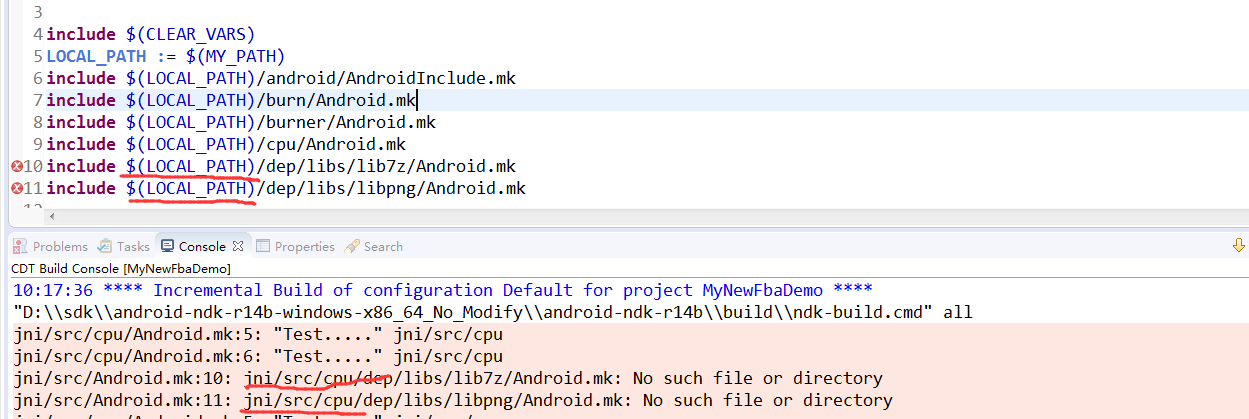 3
4 include $(CLEAR_VARS)
5 LOCAL_PATH := $(MY_PATH)
6 include $(LOCAL_PATH)/android/AndroidInclude.mk
7 include $(LOCAL_PATH)/burn/Android.mk
8 include $(LOCAL_PATH)/burner/Android.mk
9 include $(LOCAL_PATH)/cpu/Android.mk
10 include $(LOCAL_PATH)/dep/libs/lib7z/Android.mk
11 include $(LOCAL_PATH)/dep/libs/libpng/Android.mk
Problems Tasks Console Properties Search
CDT Build Console [MyNewFbaDemo]
10:17:36 **** Incremental Build of configuration Default for project MyNewFbaDemo ****
"D:\\sdk\\android-ndk-r14b-windows-x86_64_No_Modify\\android-ndk-r14b\\build\\ndk-build.cmd" all
jni/src/cpu/Android.mk:5: "Test....." jni/src/cpu
jni/src/cpu/Android.mk:6: "Test....." jni/src/cpu
jni/src/Android.mk:10: jni/src/cpu/dep/libs/lib7z/Android.mk: No such file or directory
jni/src/Android.mk:11: jni/src/cpu/dep/libs/libpng/Android.mk: No such file or directory